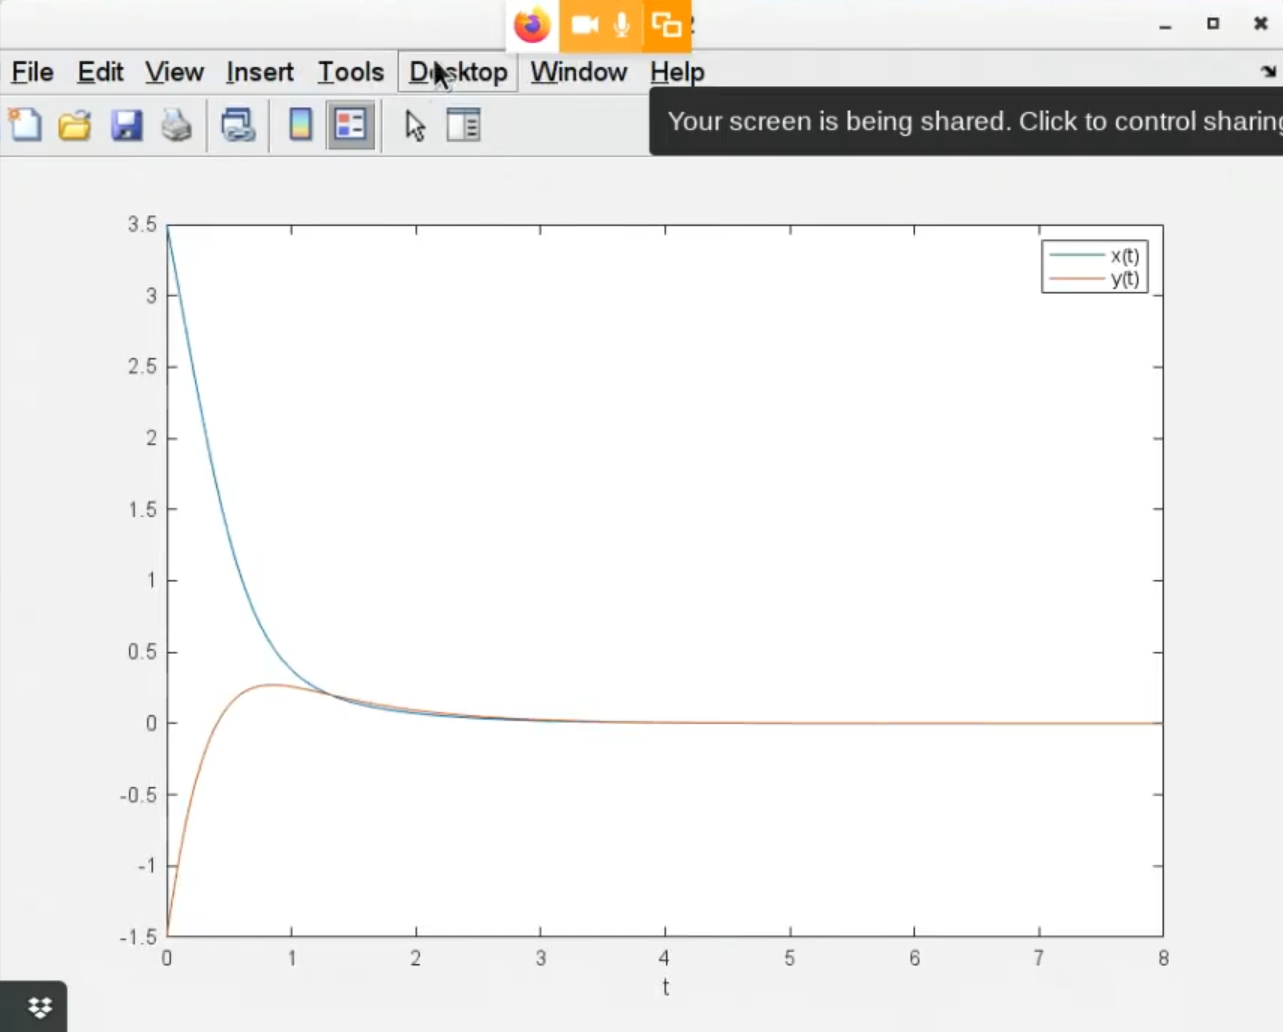 2
File Edit View Insert Tools Desktop Window Help
Your screen is being shared. Click to control sharing
3.5
3
2.5
2
1.5
1
0.5
0
-0.5
-1
-1.5
0 1 2 3 4 5 6 7 8
t
x(t)
y(t)